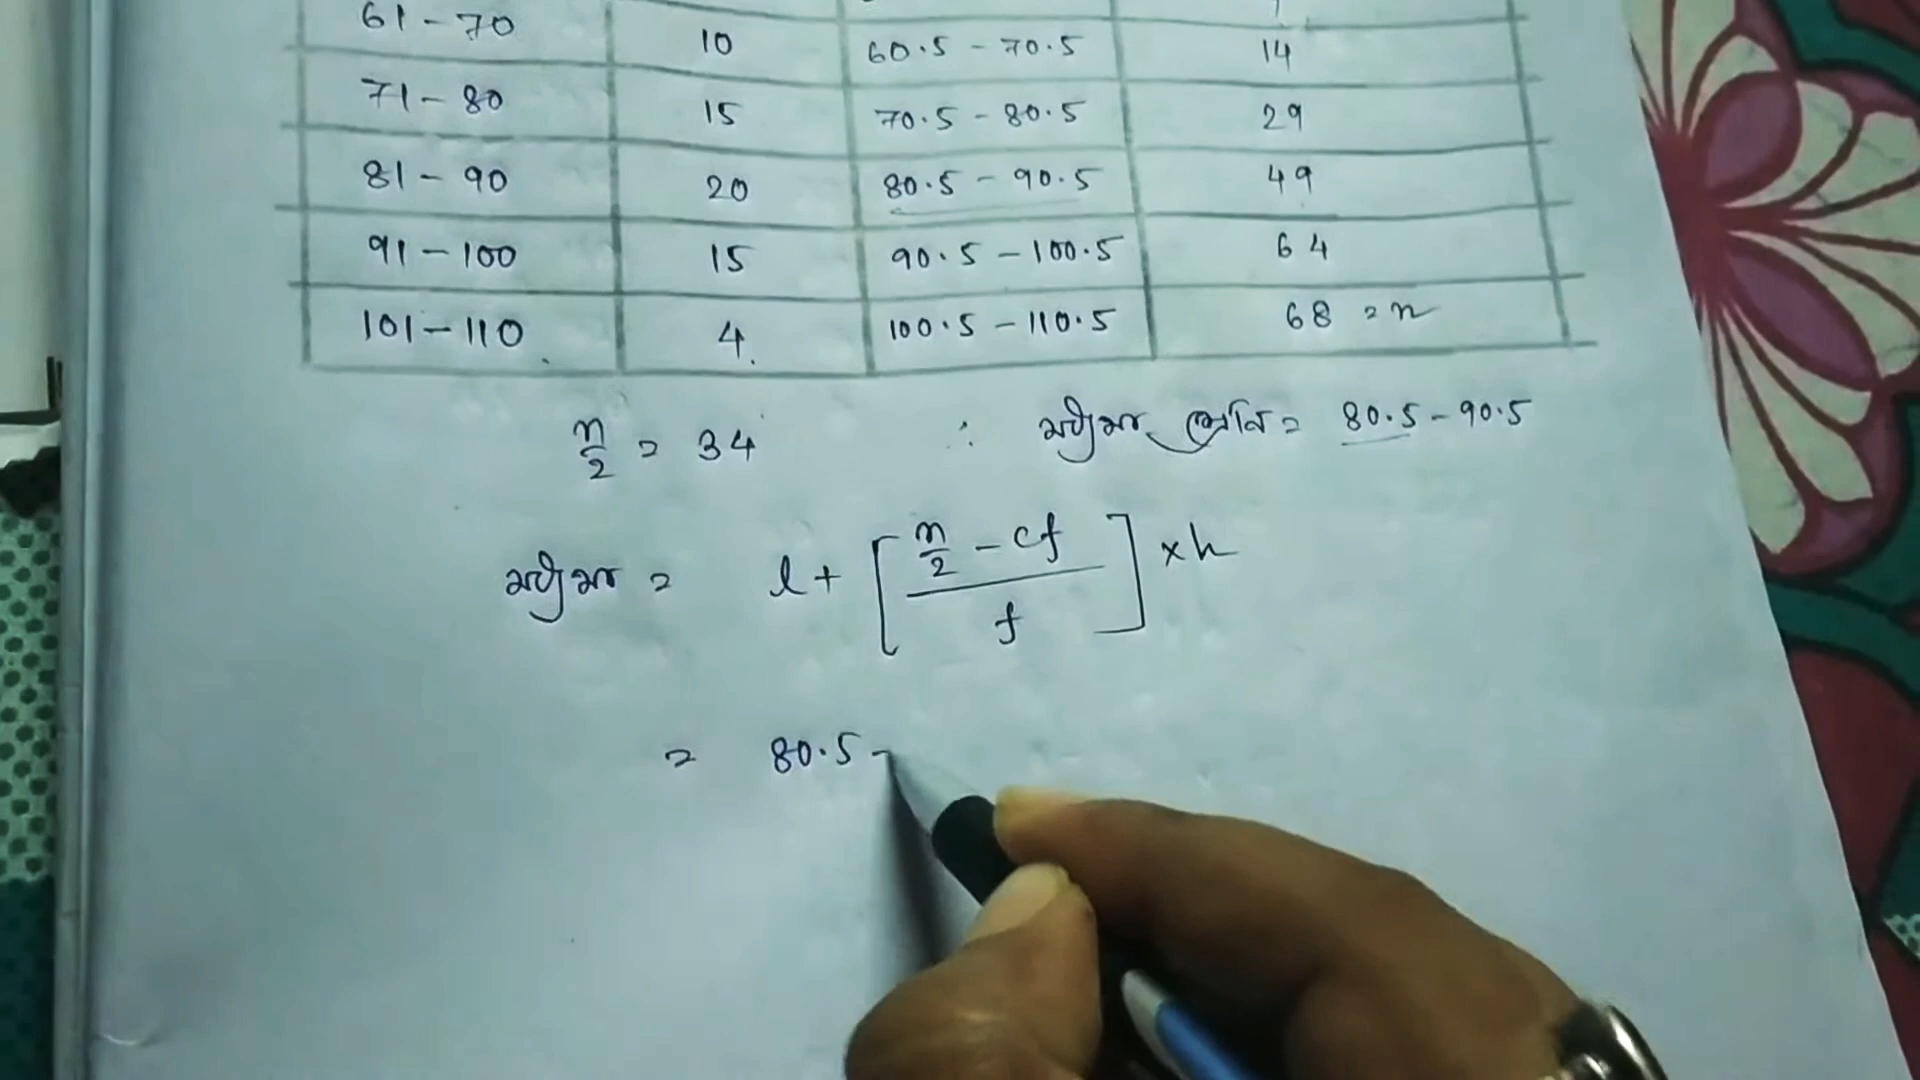 61 - 70 10 60.5 - 70.5 14
71 - 80 15 70.5 - 80.5 29
81 - 90 20 80.5 - 90.5 49
91 - 100 15 90.5 - 100.5 64
101 - 110 4 100.5 - 110.5 68 = n
n/2 = 34 ∴ মধ্যমা শ্রেনি = 80.5 - 90.5
মধ্যমা = l + [ (n/2 - cf) / f ] × h
= 80.5 -